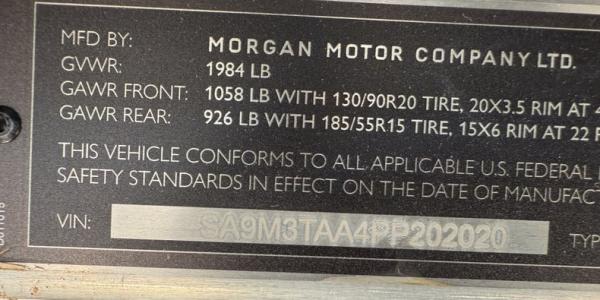 MFD BY: MORGAN MOTOR COMPANY LTD.
GVWR: 1984 LB
GAWR FRONT: 1058 LB WITH 130/90R20 TIRE, 20X3.5 RIM AT 4
GAWR REAR: 926 LB WITH 185/55R15 TIRE, 15X6 RIM AT 22 P
THIS VEHICLE CONFORMS TO ALL APPLICABLE U.S. FEDERAL
SAFETY STANDARDS IN EFFECT ON THE DATE OF MANUFAC
VIN: SA9M3TAA4PP202020 TYP